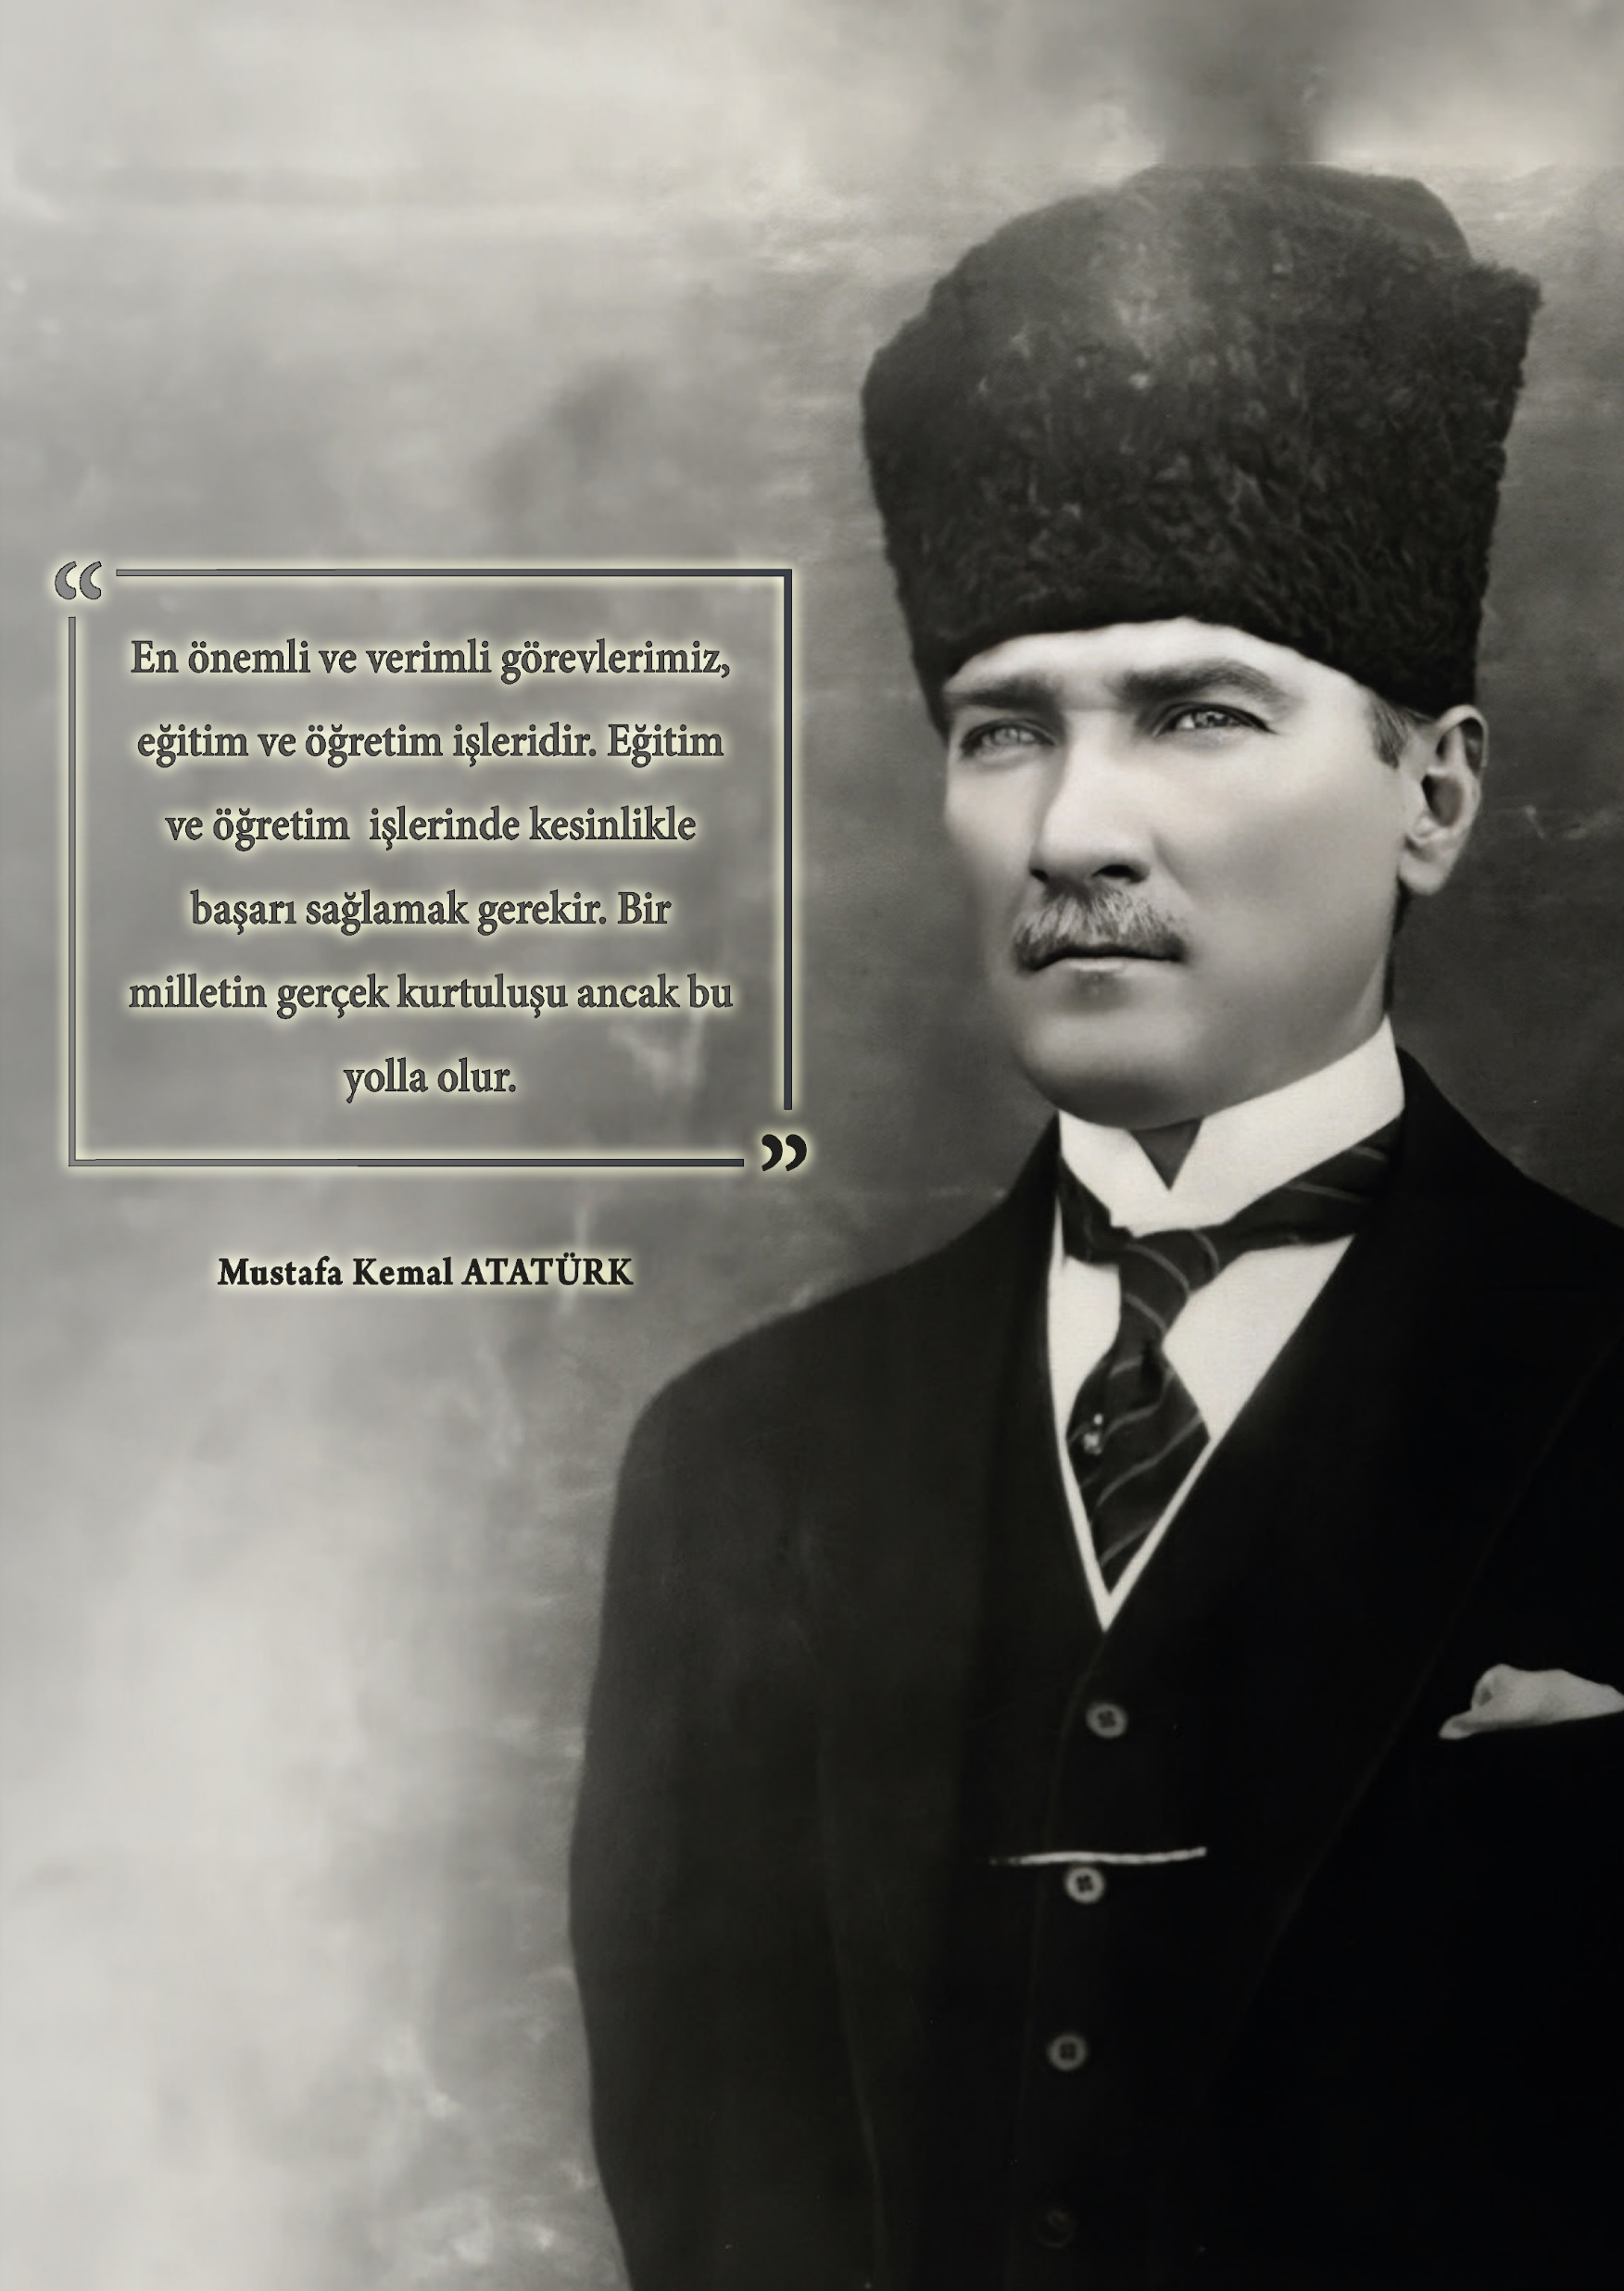 “
En önemli ve verimli görevlerimiz,
eğitim ve öğretim işleridir. Eğitim
ve öğretim  işlerinde kesinlikle
başarı sağlamak gerekir. Bir
milletin gerçek kurtuluşu ancak bu
yolla olur.
”
Mustafa Kemal ATATÜRK